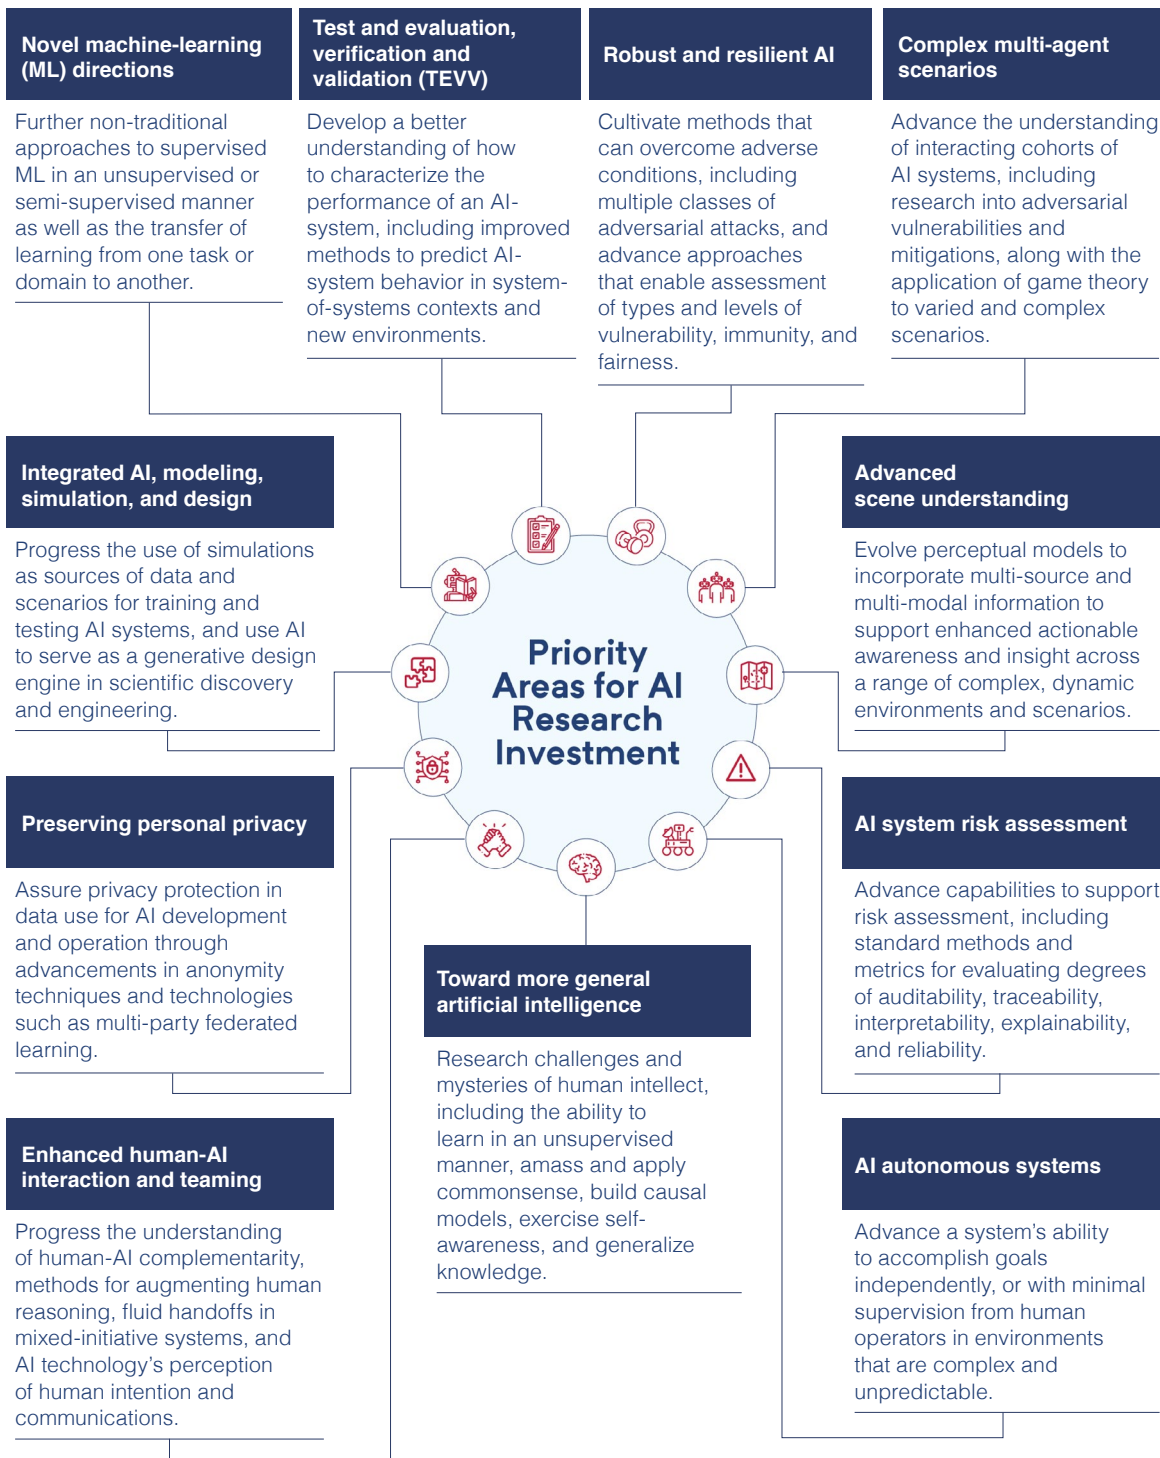 Novel machine-learning
(ML) directions
Further non-traditional
approaches to supervised
ML in an unsupervised or
semi-supervised manner
as well as the transfer of
learning from one task or
domain to another.
Test and evaluation,
verification and
validation (TEVV)
Develop a better
understanding of how
to characterize the
performance of an AI-
system, including improved
methods to predict AI-
system behavior in system-
of-systems contexts and
new environments.
Robust and resilient AI
Cultivate methods that
can overcome adverse
conditions, including
multiple classes of
adversarial attacks, and
advance approaches
that enable assessment
of types and levels of
vulnerability, immunity, and
fairness.
Complex multi-agent
scenarios
Advance the understanding
of interacting cohorts of
AI systems, including
research into adversarial
vulnerabilities and
mitigations, along with the
application of game theory
to varied and complex
scenarios.
Integrated AI, modeling,
simulation, and design
Progress the use of simulations
as sources of data and
scenarios for training and
testing AI systems, and use AI
to serve as a generative design
engine in scientific discovery
and engineering.
Priority
Areas for AI
Research
Investment
Advanced
scene understanding
Evolve perceptual models to
incorporate multi-source and
multi-modal information to
support enhanced actionable
awareness and insight across
a range of complex, dynamic
environments and scenarios.
Preserving personal privacy
Assure privacy protection in
data use for AI development
and operation through
advancements in anonymity
techniques and technologies
such as multi-party federated
learning.
AI system risk assessment
Advance capabilities to support
risk assessment, including
standard methods and
metrics for evaluating degrees
of auditability, traceability,
interpretability, explainability,
and reliability.
Toward more general
artificial intelligence
Research challenges and
mysteries of human intellect,
including the ability to
learn in an unsupervised
manner, amass and apply
commonsense, build causal
models, exercise self-
awareness, and generalize
knowledge.
Enhanced human-AI
interaction and teaming
Progress the understanding
of human-AI complementarity,
methods for augmenting human
reasoning, fluid handoffs in
mixed-initiative systems, and
AI technology's perception
of human intention and
communications.
AI autonomous systems
Advance a system's ability
to accomplish goals
independently, or with minimal
supervision from human
operators in environments
that are complex and
unpredictable.